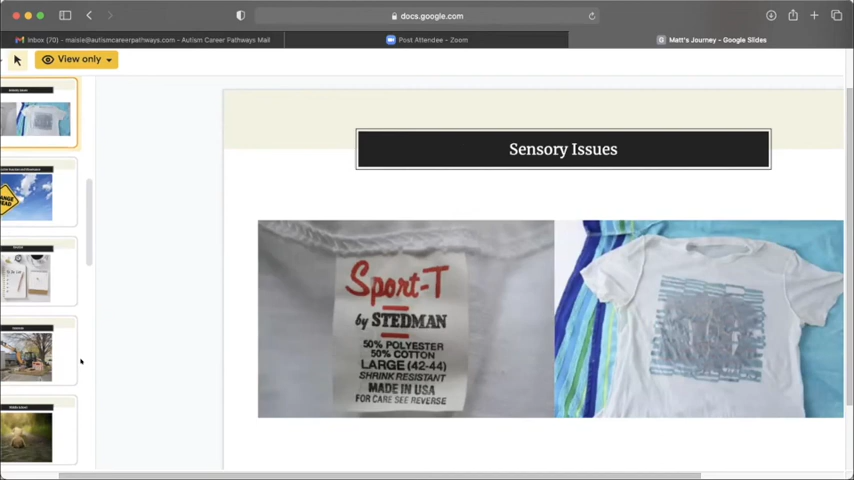 docs.google.com
Inbox (70) - maisie@autismcareerpathways.com - Autism Career Pathways Mail
Post Attendee - Zoom
Matt's Journey - Google Slides
View only
Sensory Issues
Sport-T
by STEDMAN
50% POLYESTER
50% COTTON
LARGE (42-44)
SHRINK RESISTANT
MADE IN USA
FOR CARE SEE REVERSE